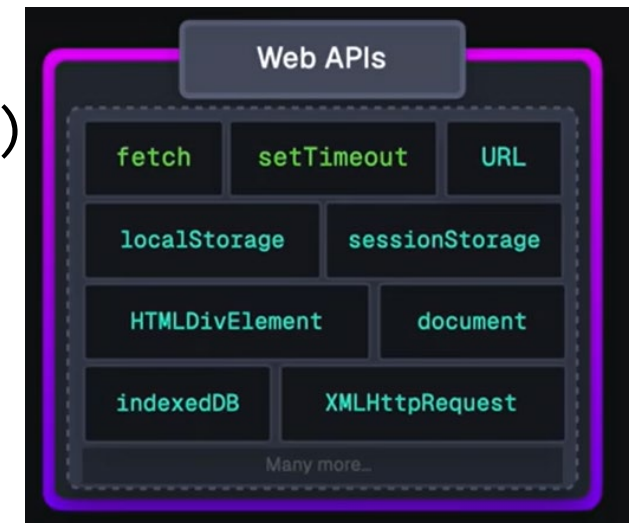 Web APIs
)
fetch setTimeout URL
localStorage sessionStorage
HTMLDivElement document
indexedDB XMLHttpRequest
Many more...